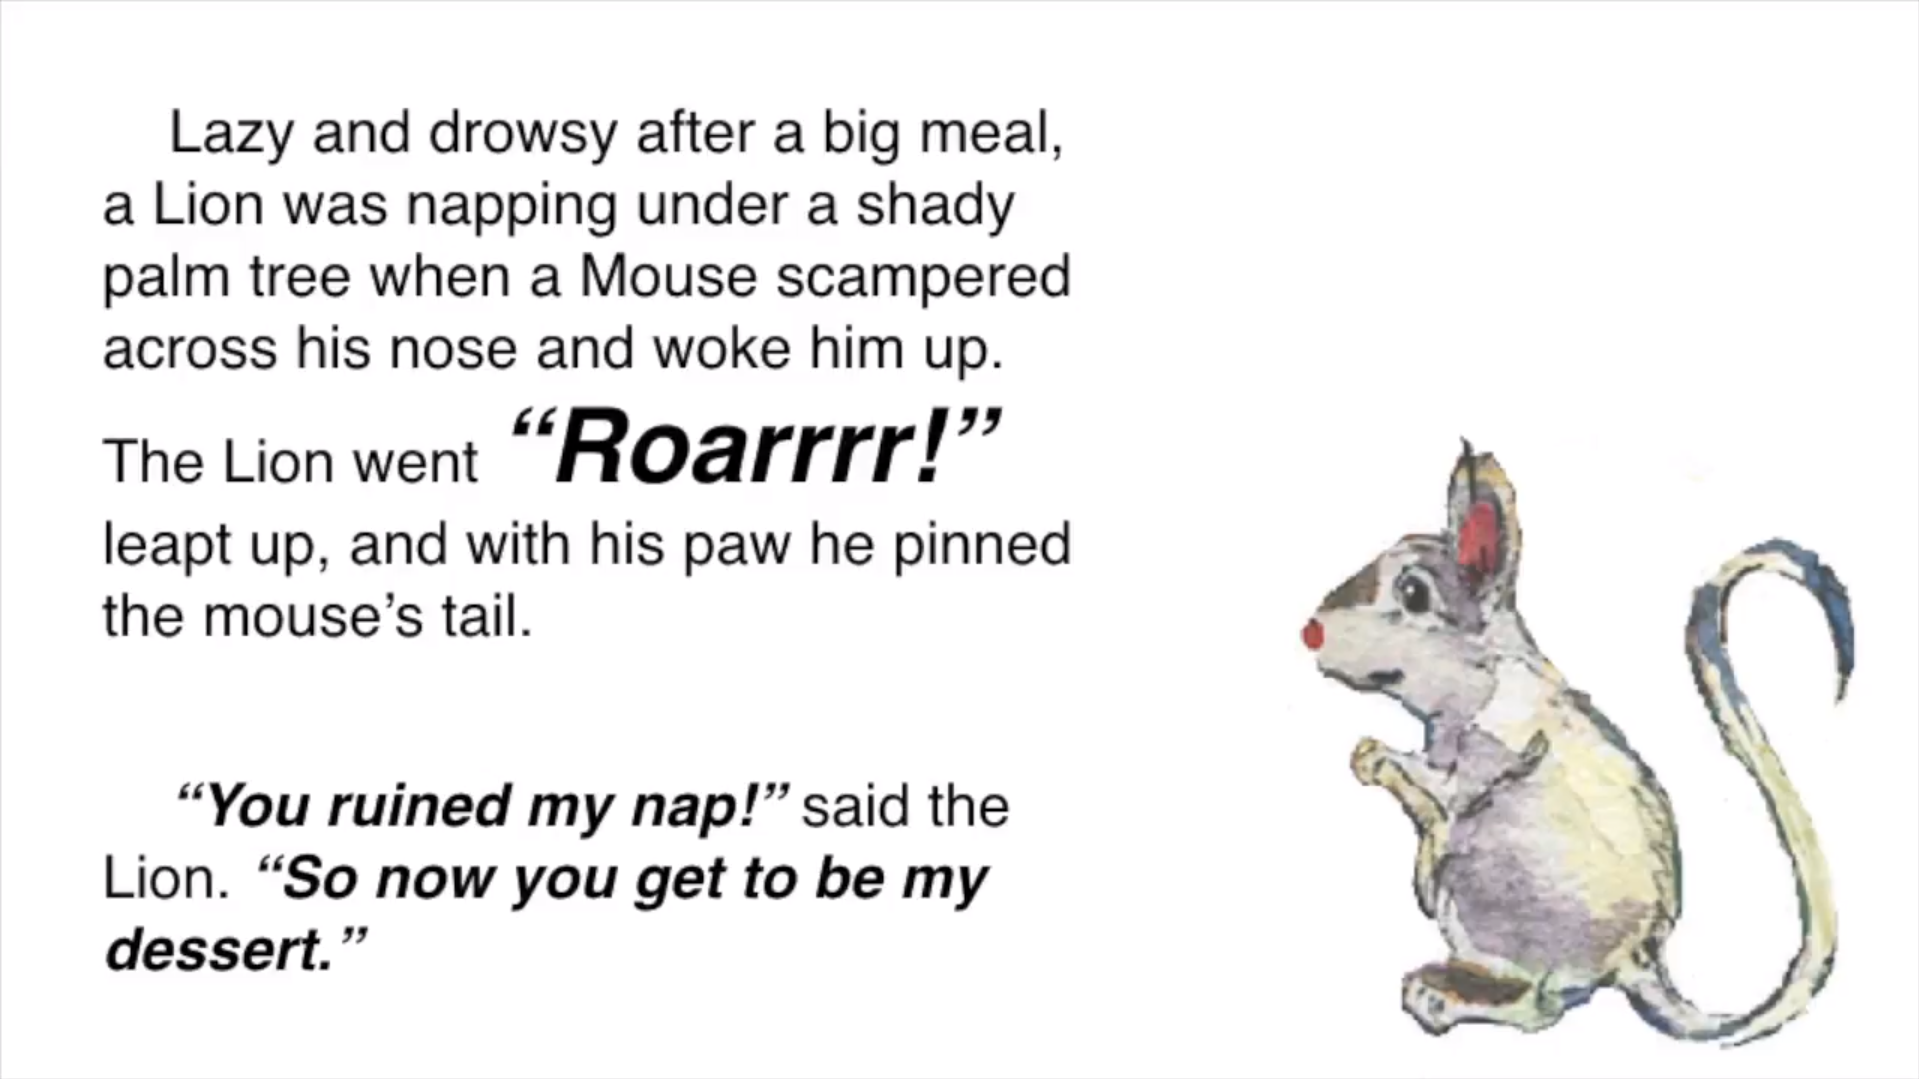 Lazy and drowsy after a big meal,
a Lion was napping under a shady
palm tree when a Mouse scampered
across his nose and woke him up.
The Lion went “Roarrrr!”
leapt up, and with his paw he pinned
the mouse’s tail.
“You ruined my nap!” said the
Lion. “So now you get to be my
dessert.”